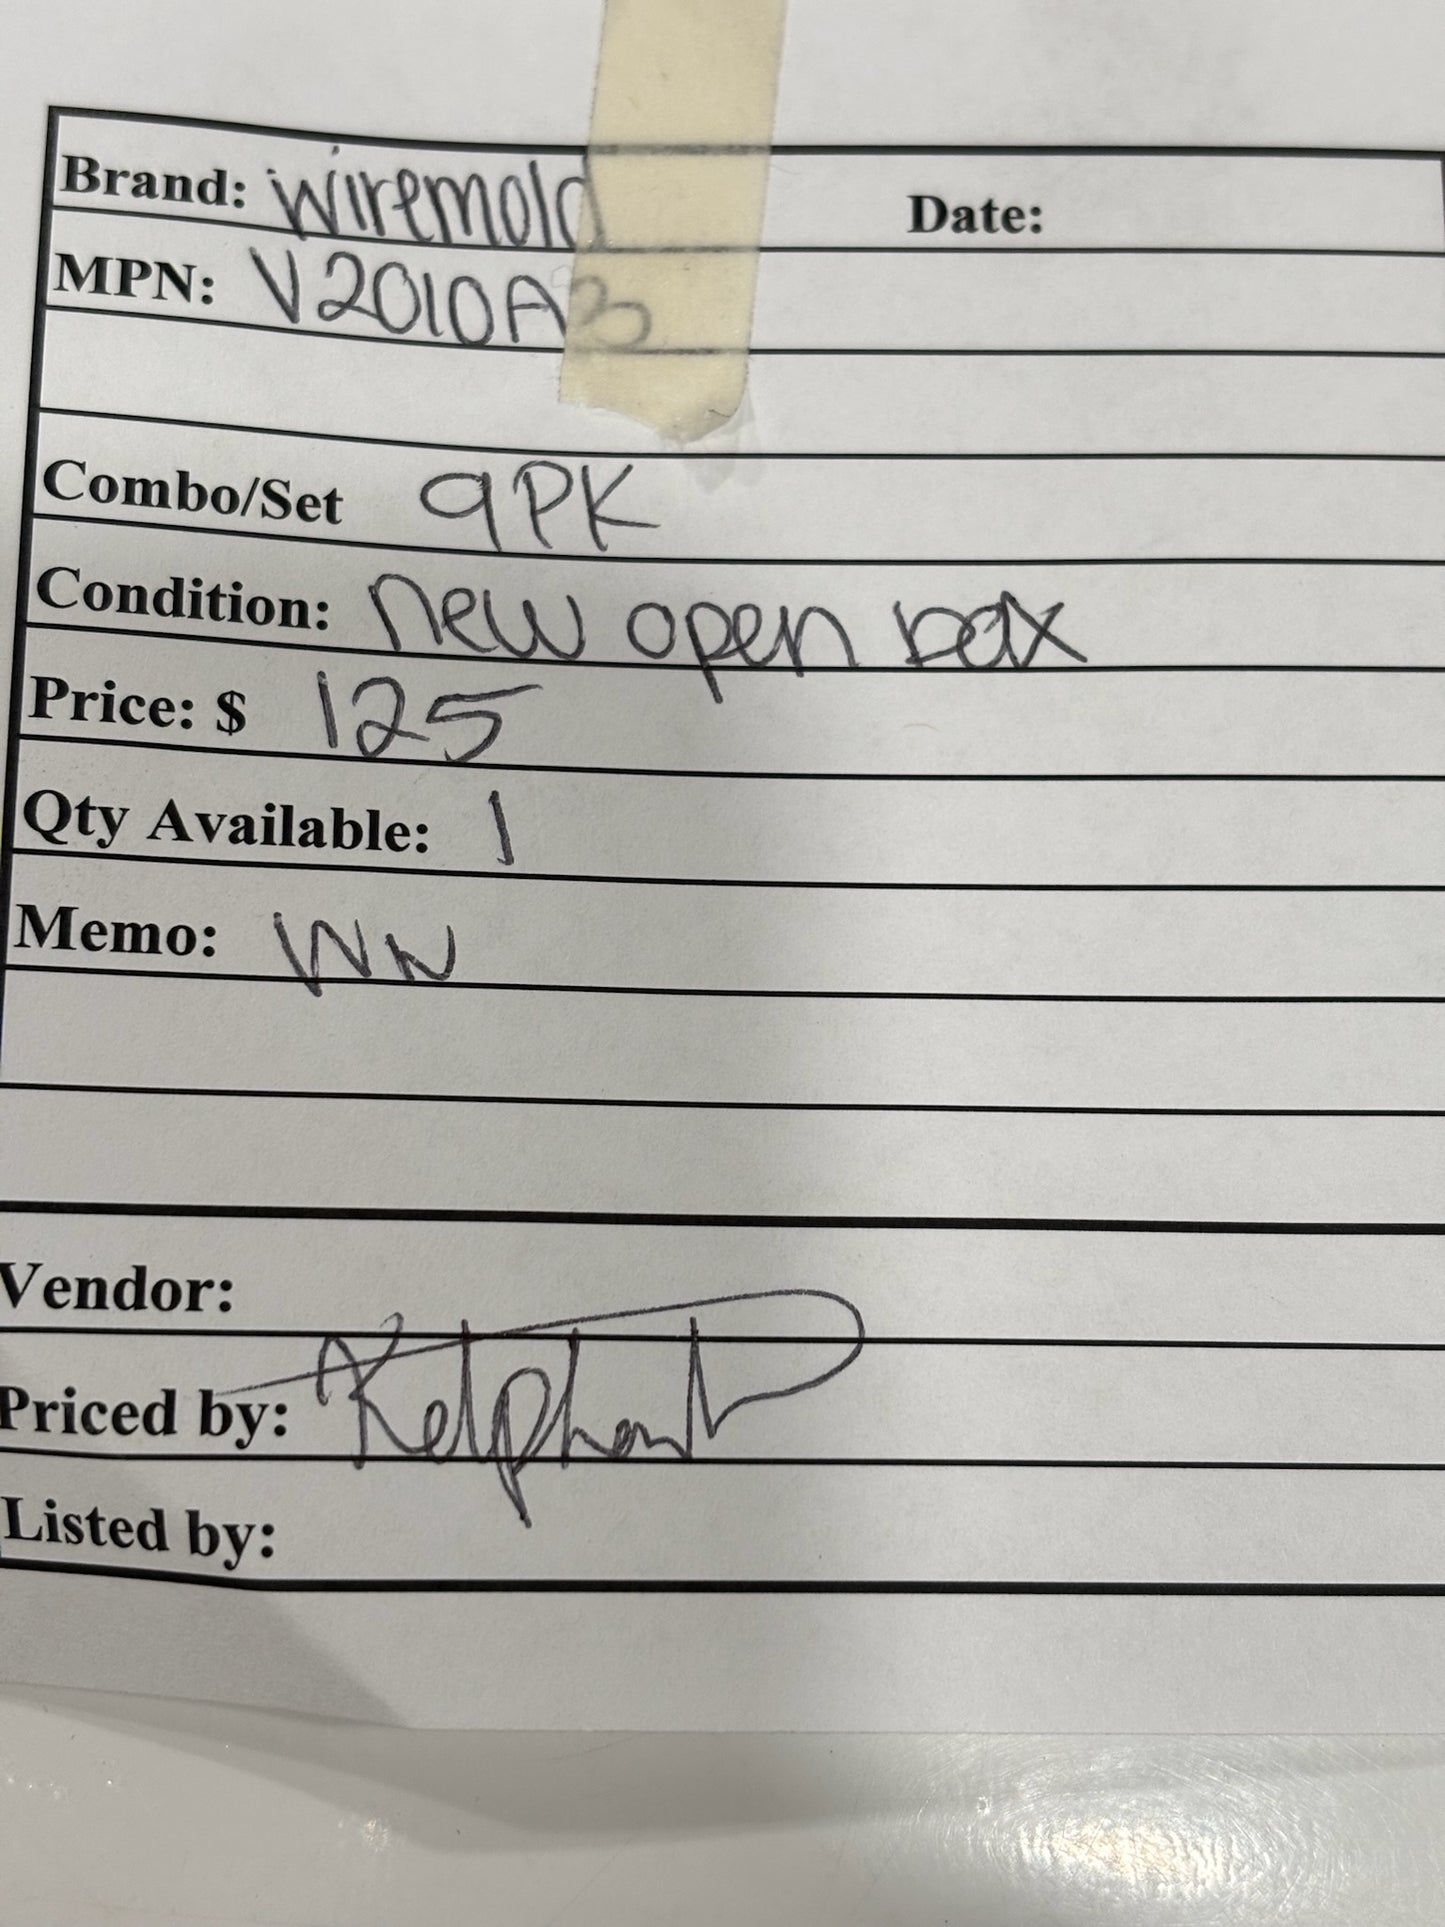 Brand: Wiremold Date:
MPN: V2010A3
Combo/Set 9PK
Condition: new open box
Price: $ 125
Qty Available: 1
Memo: WN
Vendor:
Priced by:
Listed by: